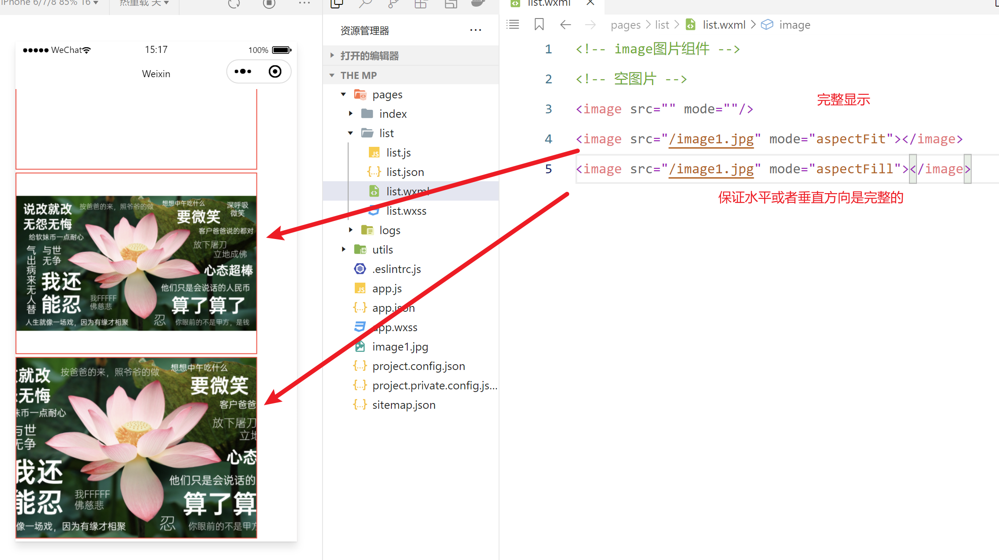 iPhone 6/7/8 85% 16
热重载 关
list.wxml
资源管理器
pages > list > list.wxml > image
WeChat
15:17
100%
Weixin
打开的编辑器
THE MP
pages
index
list
list.js
list.json
list.wxml
list.wxss
logs
utils
.eslintrc.js
app.js
app.json
app.wxss
image1.jpg
project.config.json
project.private.config.js...
sitemap.json
1 <!-- image图片组件 -->
2 <!-- 空图片 -->
完整显示
3 <image src="" mode=""/>
4 <image src="/image1.jpg" mode="aspectFit"></image>
5 <image src="/image1.jpg" mode="aspectFill"></image>
保证水平或者垂直方向是完整的
说改就改
无怨无悔
按爸爸的来，照爷爷的做
想想中午吃什么
深呼吸
微笑
要微笑
客户爸爸说的都对
给软妹币一点耐心
放下屠刀
立地成佛
气出病来无人替
与世
无争
心态超棒
我还
能忍
他们只是会说话的人民币
我FFFFF
佛慈悲
算了算了
人生就像一场戏，因为有缘才相聚
忍
你眼前的不是甲方，是钱
就改
无悔
按爸爸的来，照爷爷的做
想想中午吃什么
要微笑
客户爸爸
妹币一点耐心
放下屠刀
立地
与世
无争
心态
我还
能忍
他们只是会说话的
我FFFFF
佛慈悲
算了算
像一场戏，因为有缘才相聚
忍
你眼前的不是甲方